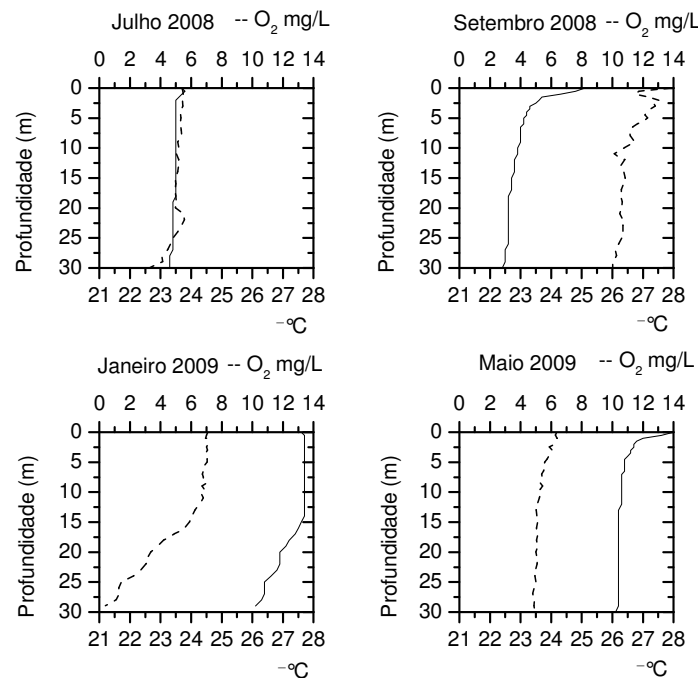 Julho 2008 -- O2 mg/L
0 2 4 6 8 10 12 14
0
5
10
15
20
25
30
Profundidade (m)
21 22 23 24 25 26 27 28
–ºC
Setembro 2008 -- O2 mg/L
0 2 4 6 8 10 12 14
0
5
10
15
20
25
30
Profundidade (m)
21 22 23 24 25 26 27 28
–ºC
Janeiro 2009 -- O2 mg/L
0 2 4 6 8 10 12 14
0
5
10
15
20
25
30
Profundidade (m)
21 22 23 24 25 26 27 28
–ºC
Maio 2009 -- O2 mg/L
0 2 4 6 8 10 12 14
0
5
10
15
20
25
30
Profundidade (m)
21 22 23 24 25 26 27 28
–ºC